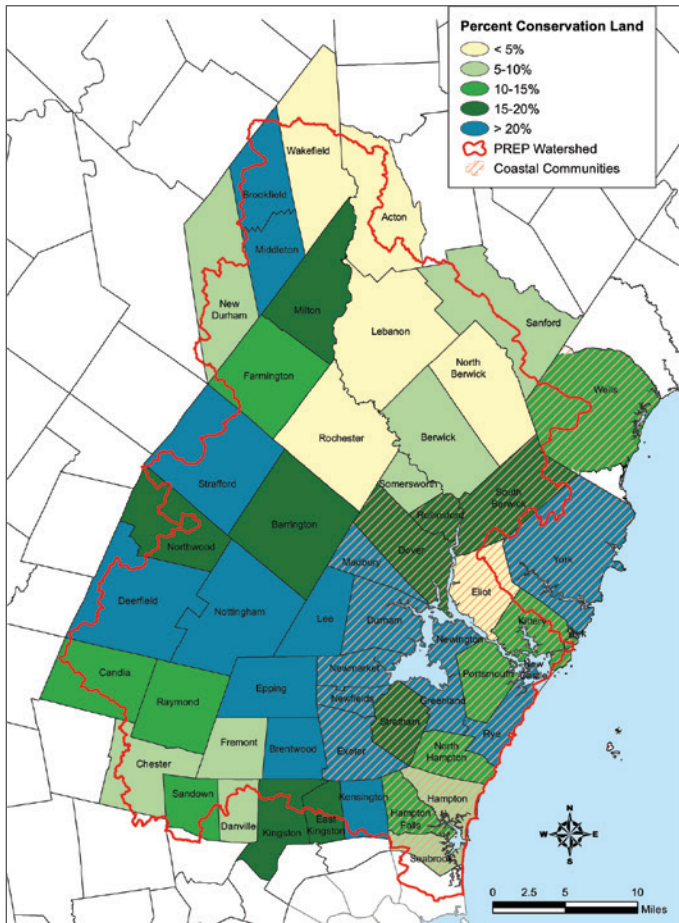 Percent Conservation Land
< 5%
5-10%
10-15%
15-20%
> 20%
PREP Watershed
Coastal Communities
Wakefield
Brookfield
Acton
Middleton
New
Durham
Milton
Sanford
Lebanon
North
Berwick
Farmington
Wells
Rochester
Berwick
Strafford
Somersworth
South
Berwick
Rollinsford
Barrington
Dover
Northwood
Madbury
York
Eliot
Deerfield
Nottingham
Lee
Durham
Kittery
Newington
York
Newmarket
New
Castle
Candia
Portsmouth
Epping
Newfields
Greenland
Raymond
Stratham
Rye
Fremont
Brentwood
Exeter
North
Hampton
Chester
Sandown
Kensington
Hampton
Danville
East
Kingston
Hampton
Falls
Kingston
Seabrook
N
W E
S
0 2.5 5 10
Miles